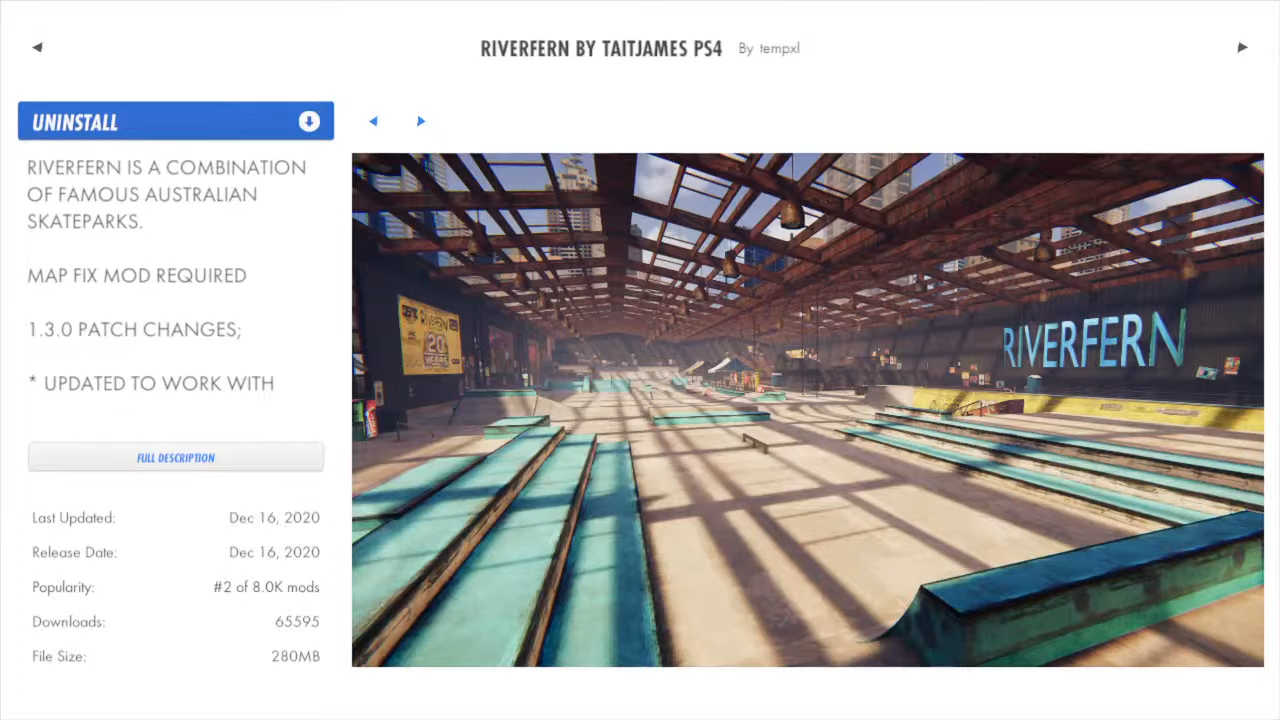 RIVERFERN BY TAITJAMES PS4 By tempxl
UNINSTALL
RIVERFERN IS A COMBINATION
OF FAMOUS AUSTRALIAN
SKATEPARKS.
MAP FIX MOD REQUIRED
1.3.0 PATCH CHANGES;
* UPDATED TO WORK WITH
FULL DESCRIPTION
Last Updated: Dec 16, 2020
Release Date: Dec 16, 2020
Popularity: #2 of 8.0K mods
Downloads: 65595
File Size: 280MB
RIVERFERN
20
YEARS
RIVERFERN